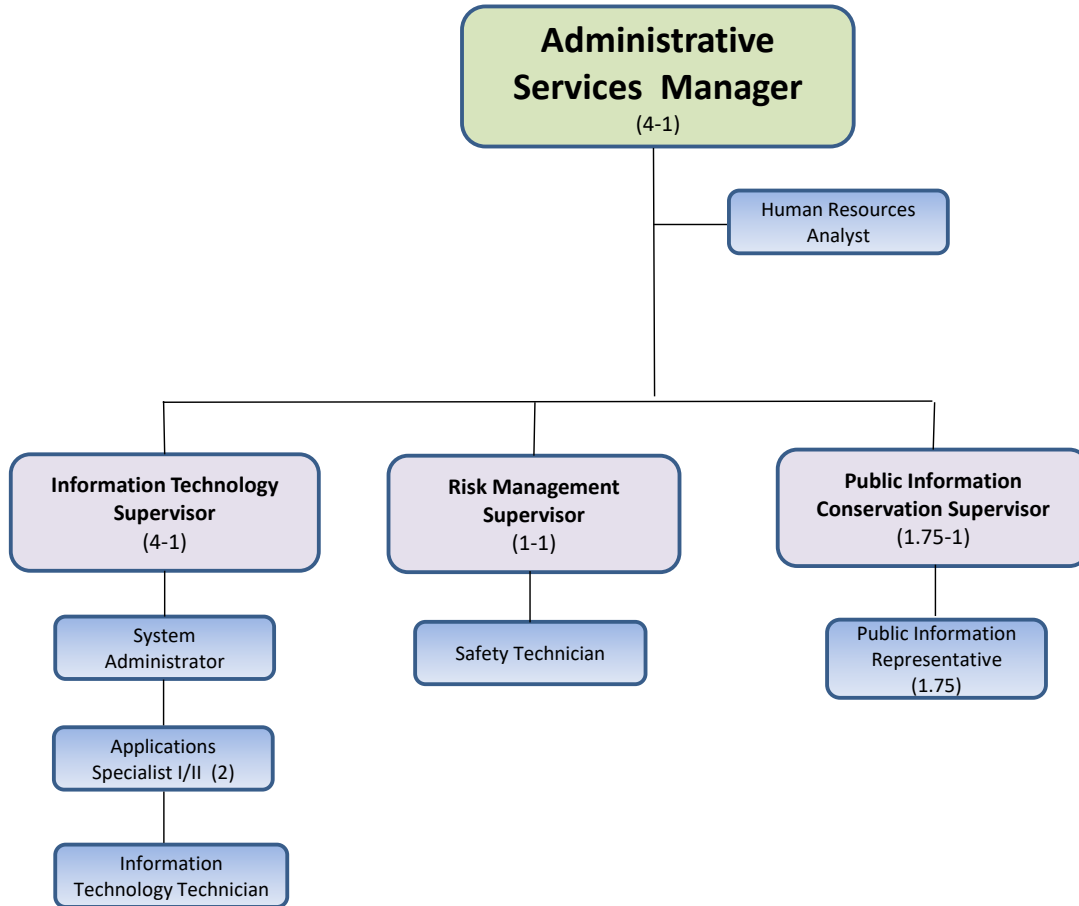 Administrative
Services Manager
(4-1)
Human Resources
Analyst
Information Technology
Supervisor
(4-1)
Risk Management
Supervisor
(1-1)
Public Information
Conservation Supervisor
(1.75-1)
System
Administrator
Safety Technician
Public Information
Representative
(1.75)
Applications
Specialist I/II (2)
Information
Technology Technician